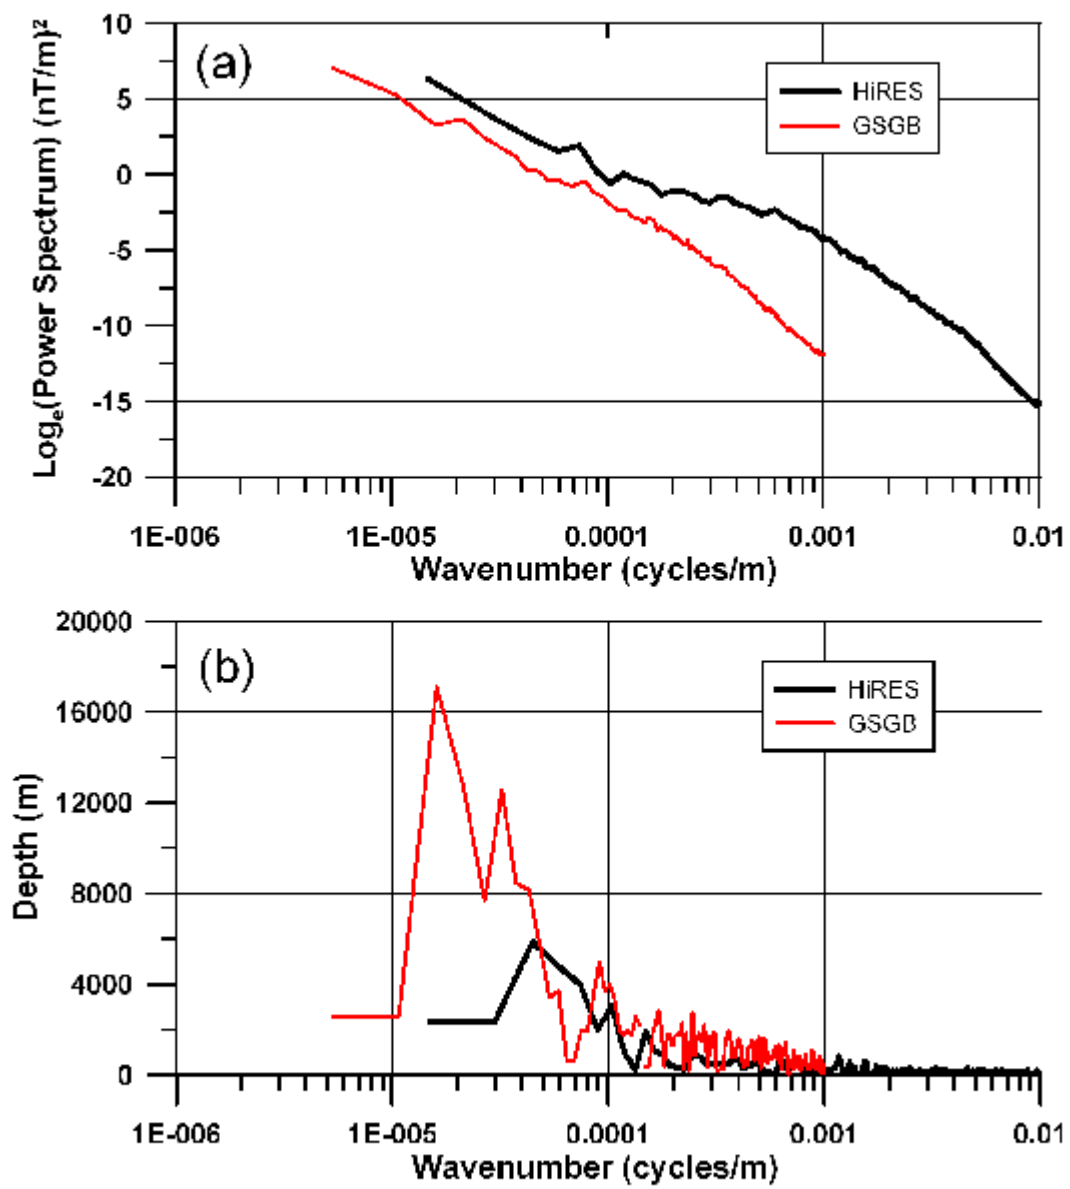 (a)
Logₑ(Power Spectrum) (nT/m)²
10
5
0
-5
-10
-15
-20
HiRES
GSGB
1E-006 1E-005 0.0001 0.001 0.01
Wavenumber (cycles/m)
(b)
Depth (m)
20000
16000
12000
8000
4000
0
HiRES
GSGB
1E-006 1E-005 0.0001 0.001 0.01
Wavenumber (cycles/m)